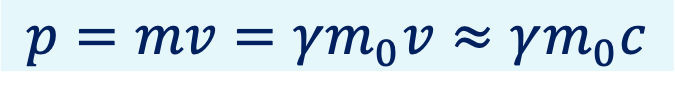 p = mv = γm₀v ≈ γm₀c